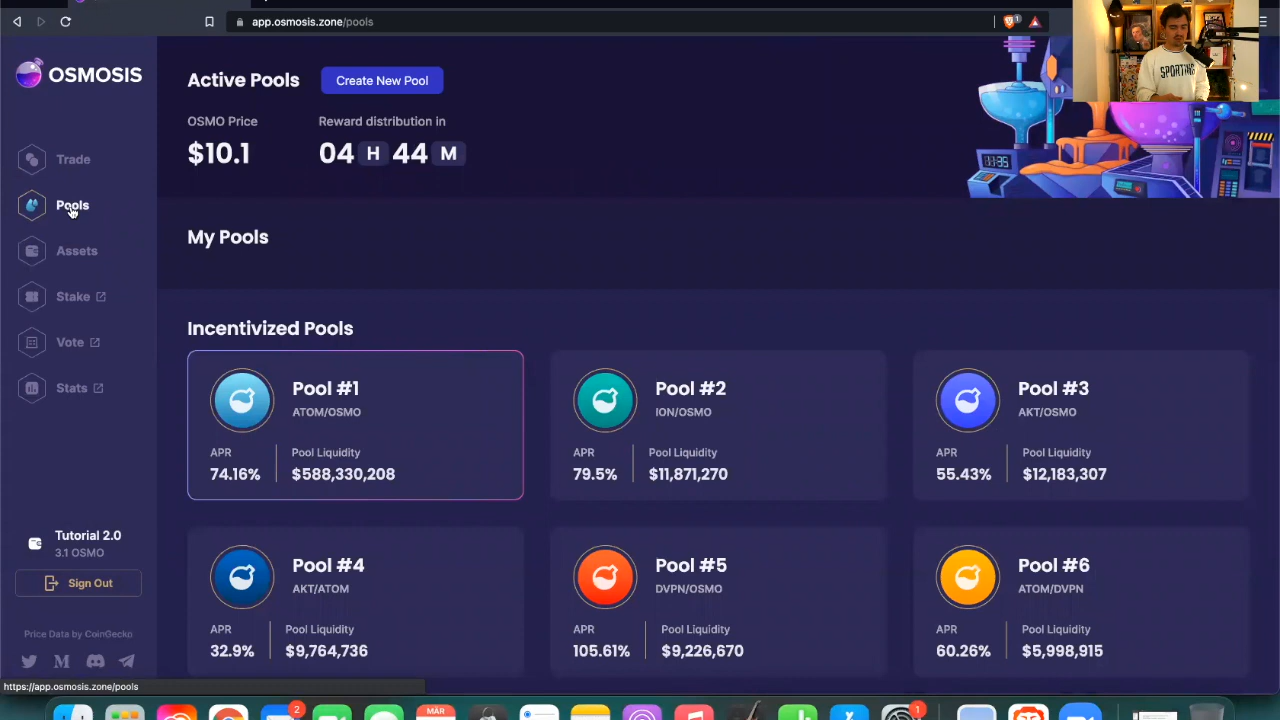 app.osmosis.zone/pools
1
OSMOSIS
Trade
Pools
Assets
Stake
Vote
Stats
Tutorial 2.0
3.1 OSMO
Sign Out
Price Data by CoinGecko
https://app.osmosis.zone/pools
Active Pools
Create New Pool
OSMO Price
Reward distribution in
$10.1
04 H 44 M
11:35
SPORTING
My Pools
Incentivized Pools
Pool #1
ATOM/OSMO
APR
Pool Liquidity
74.16%
$588,330,208
Pool #2
ION/OSMO
APR
Pool Liquidity
79.5%
$11,871,270
Pool #3
AKT/OSMO
APR
Pool Liquidity
55.43%
$12,183,307
Pool #4
AKT/ATOM
APR
Pool Liquidity
32.9%
$9,764,736
Pool #5
DVPN/OSMO
APR
Pool Liquidity
105.61%
$9,226,670
Pool #6
ATOM/DVPN
APR
Pool Liquidity
60.26%
$5,998,915
2
MÄR
1